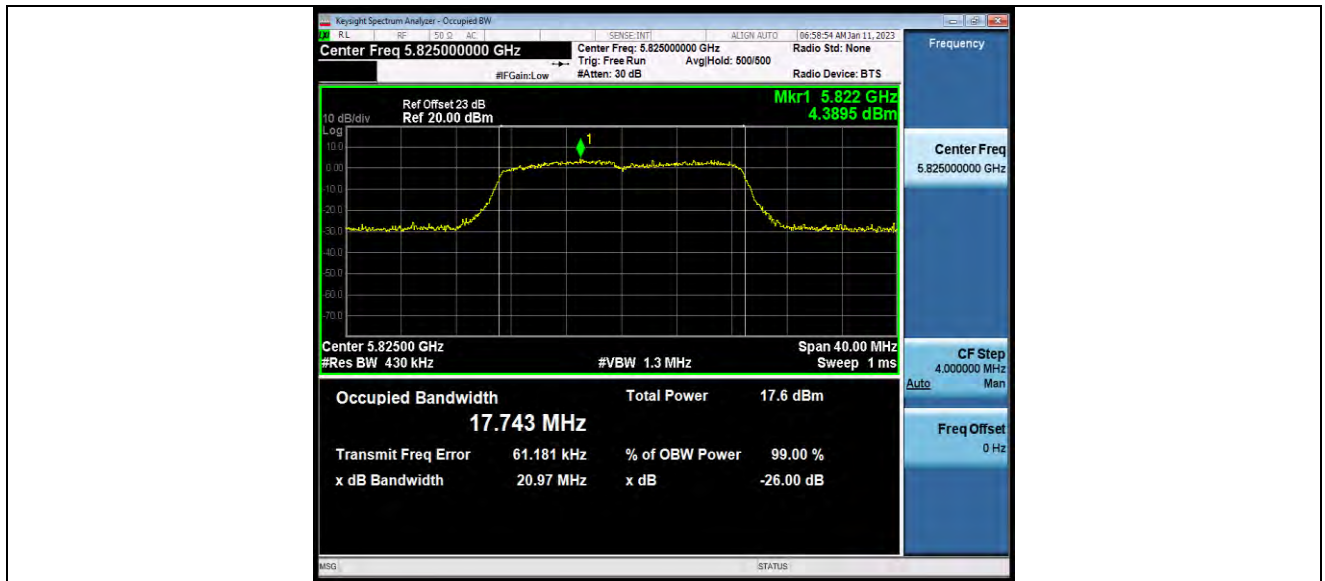 Keysight Spectrum Analyzer - Occupied BW
RL RF 50 Ω AC SENSE:INT ALIGN AUTO 06:58:54 AM Jan 11, 2023
Center Freq 5.825000000 GHz
Center Freq: 5.825000000 GHz
Radio Std: None
Trig: Free Run Avg|Hold: 500/500
#IFGain:Low
#Atten: 30 dB
Radio Device: BTS
Frequency
Mkr1 5.822 GHz
4.3895 dBm
Ref Offset 23 dB
10 dB/div Ref 20.00 dBm
Log
10.0
0.00
-10.0
-20.0
-30.0
-40.0
-50.0
-60.0
-70.0
1
Center 5.82500 GHz Span 40.00 MHz
#Res BW 430 kHz #VBW 1.3 MHz Sweep 1 ms
Occupied Bandwidth Total Power 17.6 dBm
17.743 MHz
Transmit Freq Error 61.181 kHz % of OBW Power 99.00 %
x dB Bandwidth 20.97 MHz x dB -26.00 dB
Center Freq
5.825000000 GHz
CF Step
4.000000 MHz
Auto Man
Freq Offset
0 Hz
MSG STATUS